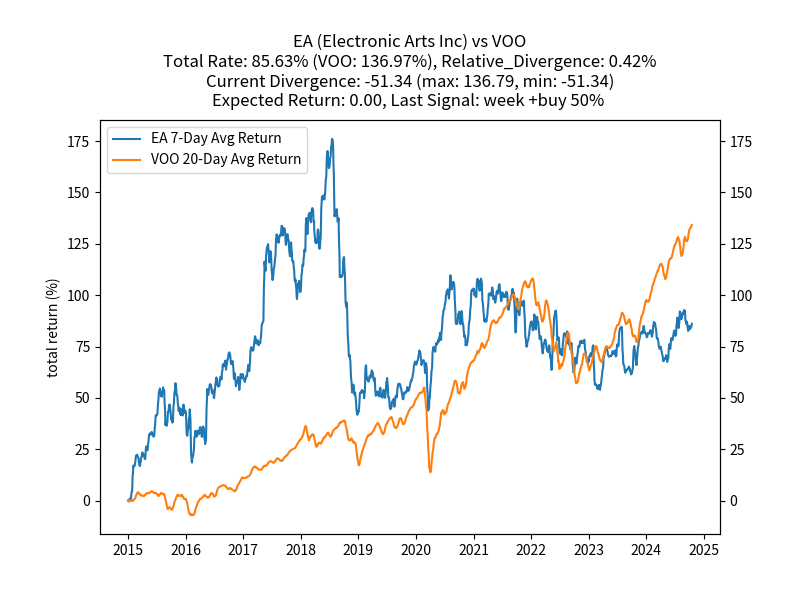 EA (Electronic Arts Inc) vs VOO
Total Rate: 85.63% (VOO: 136.97%), Relative_Divergence: 0.42%
Current Divergence: -51.34 (max: 136.79, min: -51.34)
Expected Return: 0.00, Last Signal: week +buy 50%
EA 7-Day Avg Return
VOO 20-Day Avg Return
total return (%)
175
150
125
100
75
50
25
0
175
150
125
100
75
50
25
0
2015 2016 2017 2018 2019 2020 2021 2022 2023 2024 2025